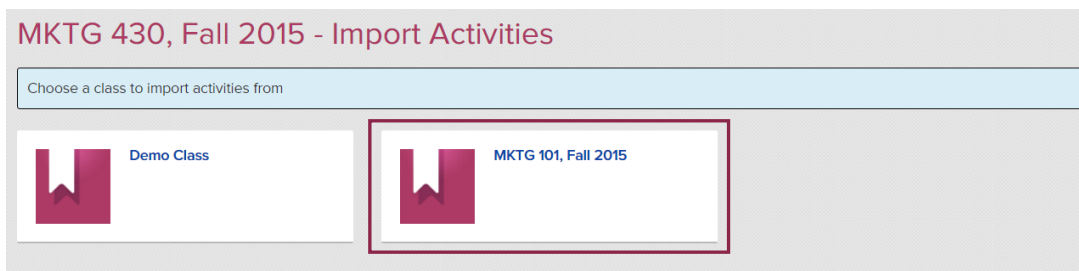 MKTG 430, Fall 2015 - Import Activities
Choose a class to import activities from
Demo Class
MKTG 101, Fall 2015